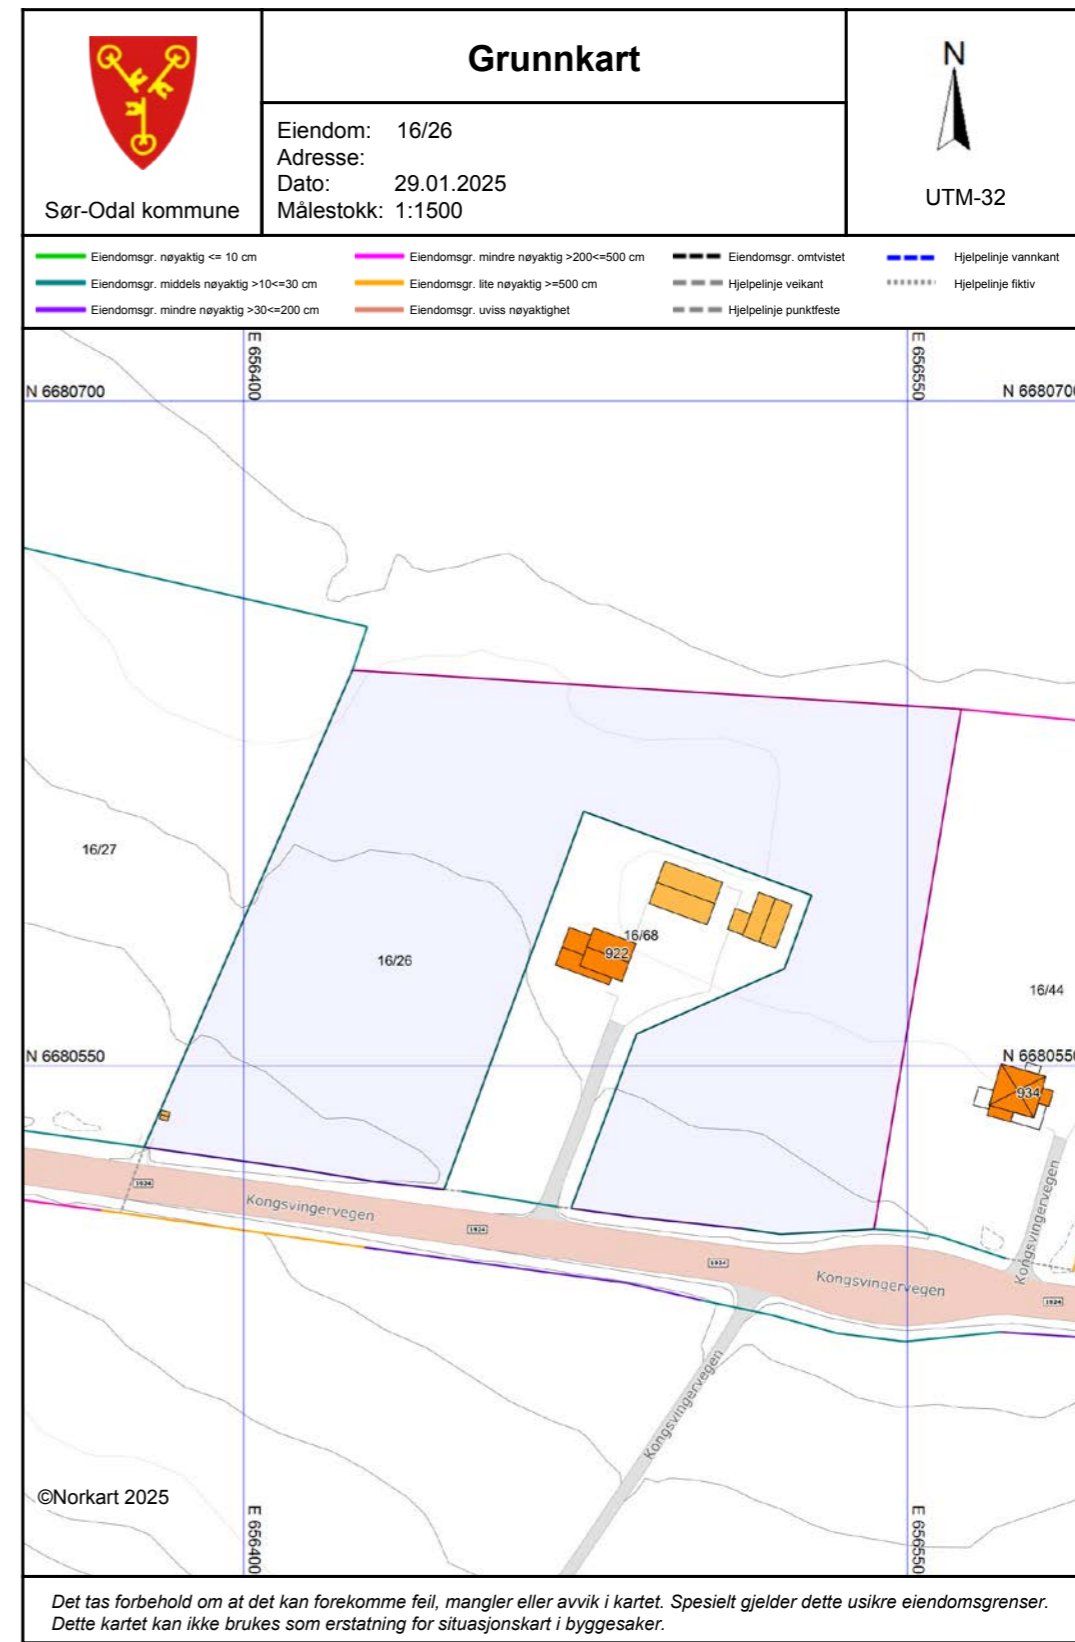 Grunnkart
Sør-Odal kommune
Eiendom: 16/26
Adresse:
Dato: 29.01.2025
Målestokk: 1:1500
N
UTM-32
Eiendomsgr. nøyaktig <= 10 cm
Eiendomsgr. middels nøyaktig >10<=30 cm
Eiendomsgr. mindre nøyaktig >30<=200 cm
Eiendomsgr. mindre nøyaktig >200<=500 cm
Eiendomsgr. lite nøyaktig >=500 cm
Eiendomsgr. uviss nøyaktighet
Eiendomsgr. omtvistet
Hjelpelinje veikant
Hjelpelinje punktfeste
Hjelpelinje vannkant
Hjelpelinje fiktiv
E 656400
E 656550
N 6680700
N 6680700
16/27
16/26
16/68
922
16/44
N 6680550
N 6680550
934
1924
Kongsvingervegen
1924
1924
Kongsvingervegen
Kongsvingervegen
1924
Kongsvingervegen
©Norkart 2025
E 656400
E 656550
Det tas forbehold om at det kan forekomme feil, mangler eller avvik i kartet. Spesielt gjelder dette usikre eiendomsgrenser.
Dette kartet kan ikke brukes som erstatning for situasjonskart i byggesaker.